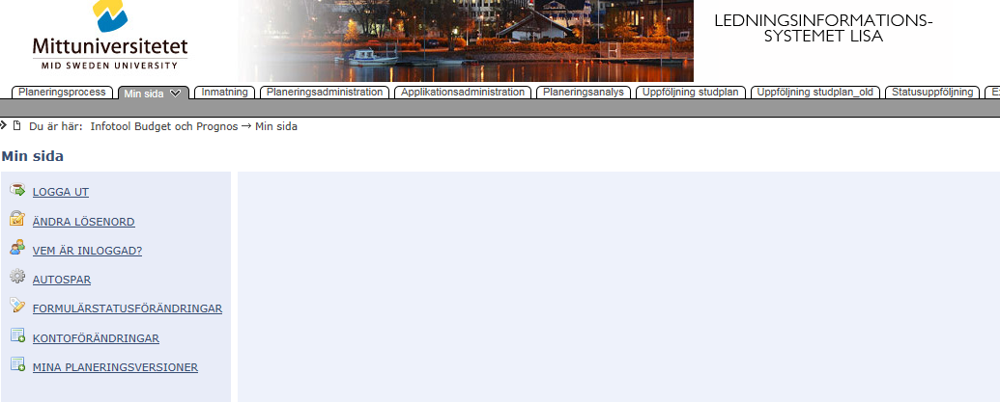 Mittuniversitetet
MID SWEDEN UNIVERSITY
LEDNINGSINFORMATIONS-
SYSTEMET LISA
Planeringsprocess Min sida Inmatning Planeringsadministration Applikationsadministration Planeringsanalys Uppföljning studplan Uppföljning studplan_old Statusuppföljning
Du är här: Infotool Budget och Prognos → Min sida
Min sida
LOGGA UT
ÄNDRA LÖSENORD
VEM ÄR INLOGGAD?
AUTOSPAR
FORMULÄRSTATUSFÖRÄNDRINGAR
KONTOFÖRÄNDRINGAR
MINA PLANERINGSVERSIONER